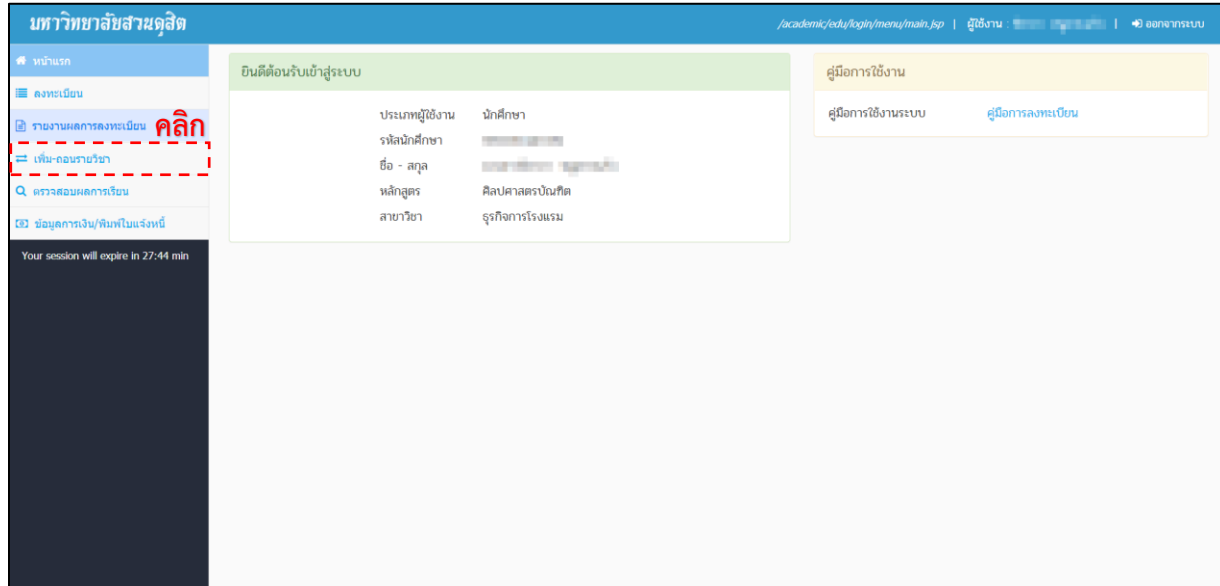 มหาวิทยาลัยสวนดุสิต
/academic/edu/login/menu/main.jsp | ผู้ใช้งาน : | ออกจากระบบ
หน้าแรก
ลงทะเบียน
รายงานผลการลงทะเบียน คลิก
เพิ่ม-ถอนรายวิชา
ตรวจสอบผลการเรียน
ข้อมูลการเงิน/พิมพ์ใบแจ้งหนี้
Your session will expire in 27:44 min
ยินดีต้อนรับเข้าสู่ระบบ
ประเภทผู้ใช้งาน นักศึกษา
รหัสนักศึกษา
ชื่อ - สกุล
หลักสูตร ศิลปศาสตรบัณฑิต
สาขาวิชา ธุรกิจการโรงแรม
คู่มือการใช้งาน
คู่มือการใช้งานระบบ คู่มือการลงทะเบียน